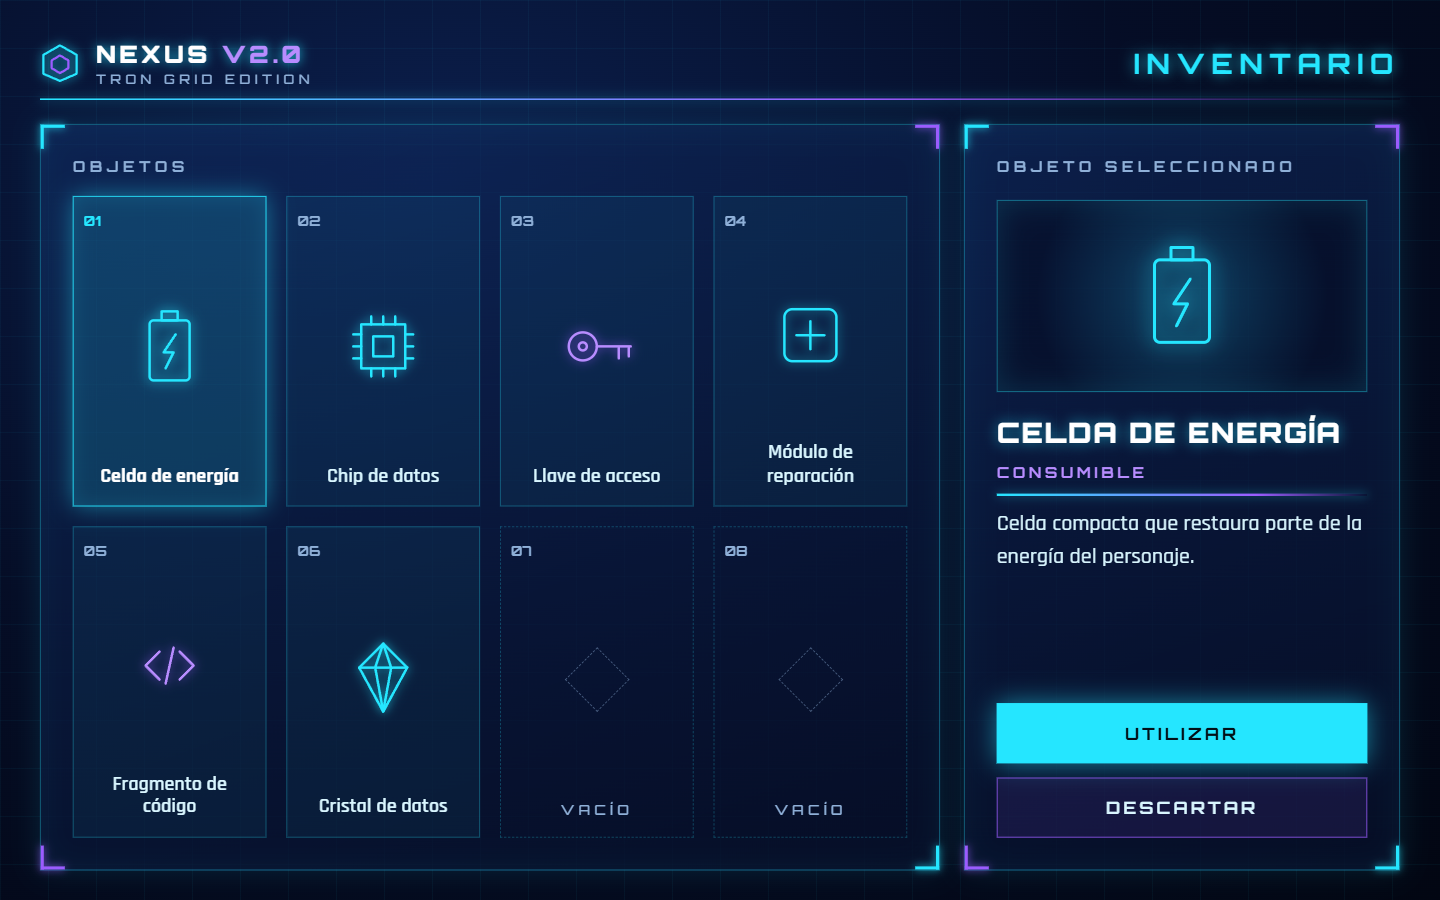 NEXUS V2.0
TRON GRID EDITION
INVENTARIO
OBJETOS
01
02
03
04
Celda de energía
Chip de datos
Llave de acceso
Módulo de
reparación
05
06
07
08
Fragmento de
código
Cristal de datos
VACÍO
VACÍO
OBJETO SELECCIONADO
CELDA DE ENERGÍA
CONSUMIBLE
Celda compacta que restaura parte de la
energía del personaje.
UTILIZAR
DESCARTAR